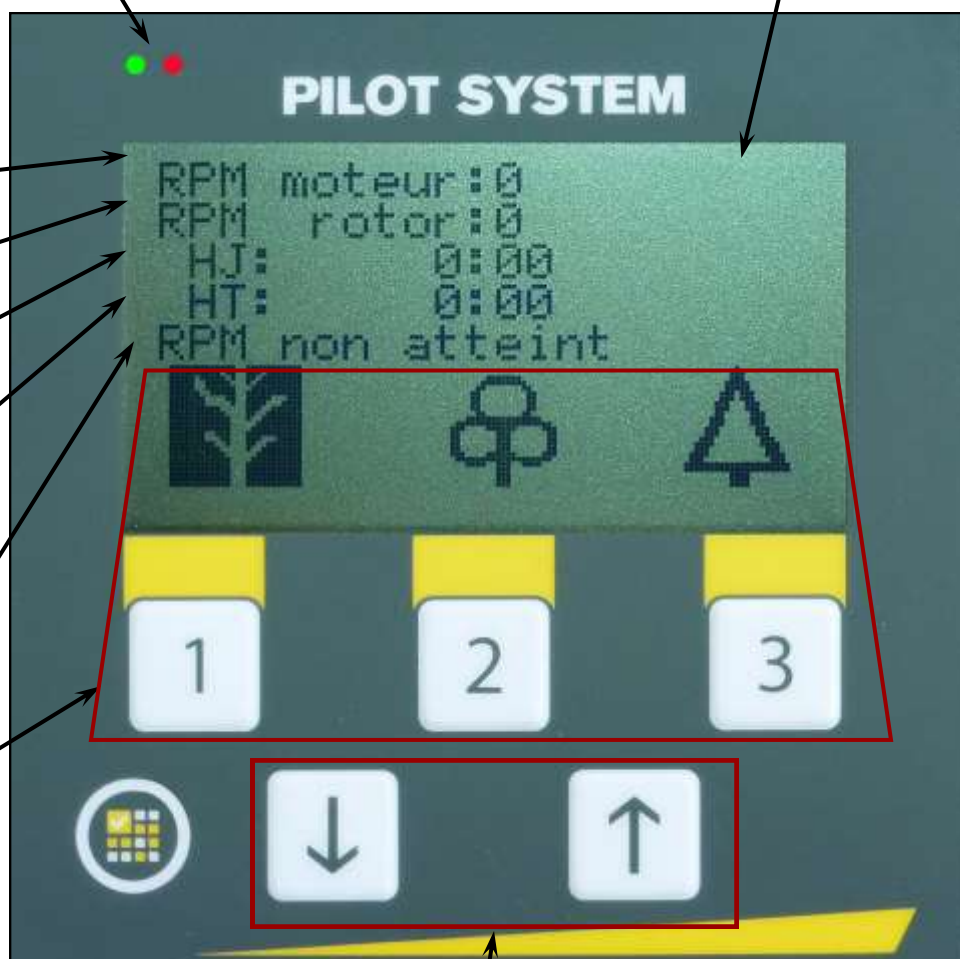 PILOT SYSTEM
RPM moteur:0
RPM rotor:0
HJ: 0:00
HT: 0:00
RPM non atteint
1
2
3